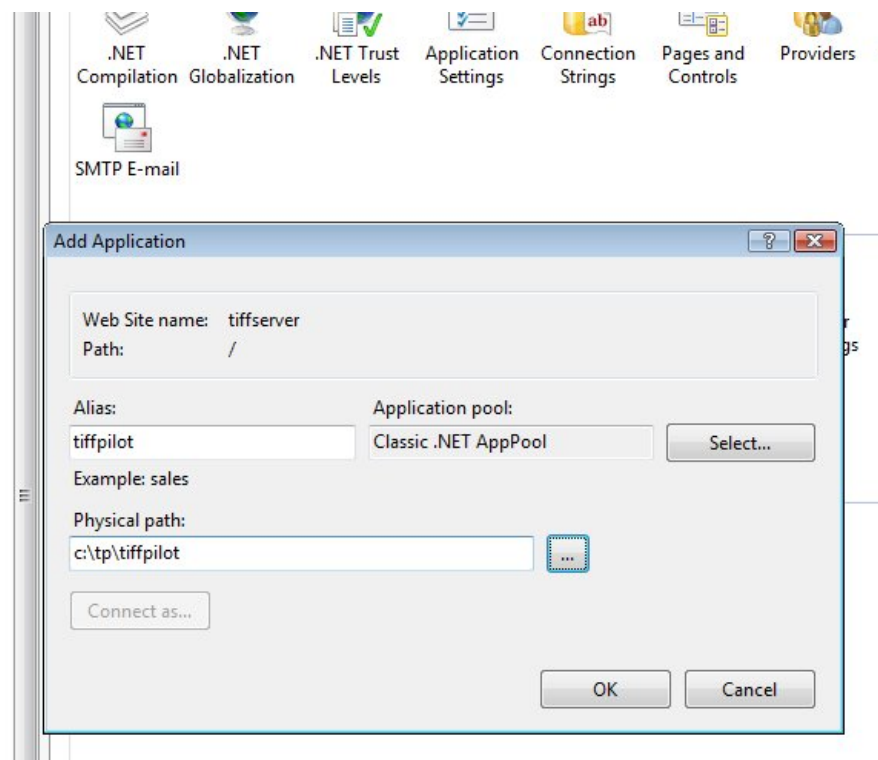 ab
.NET Compilation
.NET Globalization
.NET Trust Levels
Application Settings
Connection Strings
Pages and Controls
Providers
SMTP E-mail
Add Application
Web Site name: tiffserver
Path: /
r
gs
Alias:
Application pool:
tiffpilot
Classic .NET AppPool
Select...
Example: sales
Physical path:
c:\tp\tiffpilot
...
Connect as...
OK
Cancel